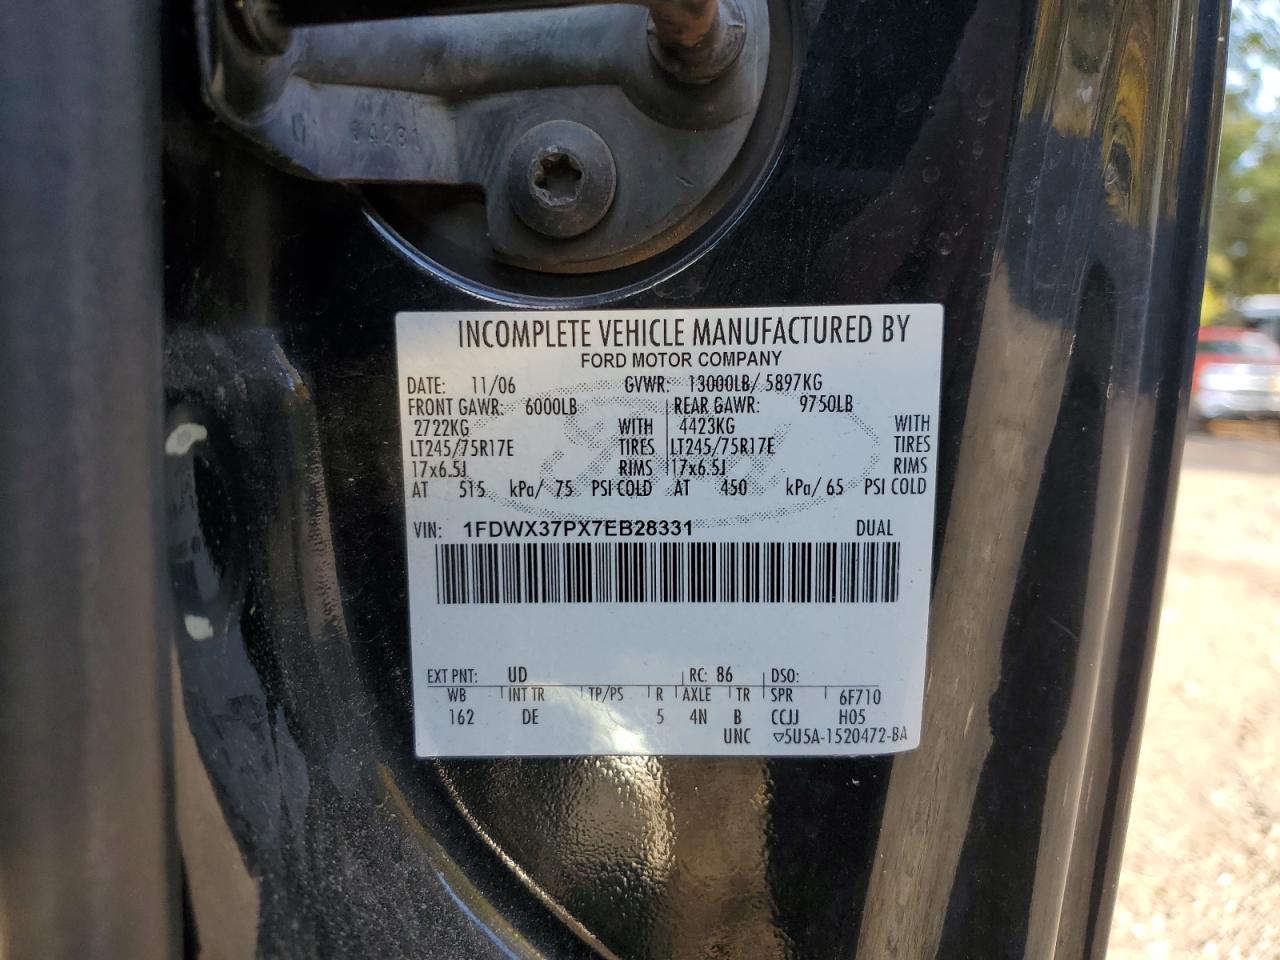 04281
INCOMPLETE VEHICLE MANUFACTURED BY
FORD MOTOR COMPANY
DATE: 11/06 GVWR: 13000LB/ 5897KG
FRONT GAWR: 6000LB REAR GAWR: 9750LB
2722KG WITH 4423KG WITH
LT245/75R17E TIRES LT245/75R17E TIRES
17x6.5J RIMS 17x6.5J RIMS
AT 515 kPa/ 75 PSI COLD AT 450 kPa/ 65 PSI COLD
VIN: 1FDWX37PX7EB28331 DUAL
EXT PNT: UD RC: 86 DSO:
WB INT TR TP/PS R AXLE TR SPR 6F710
162 DE 5 4N B CCJJ H05
UNC ▽5U5A-1520472-BA